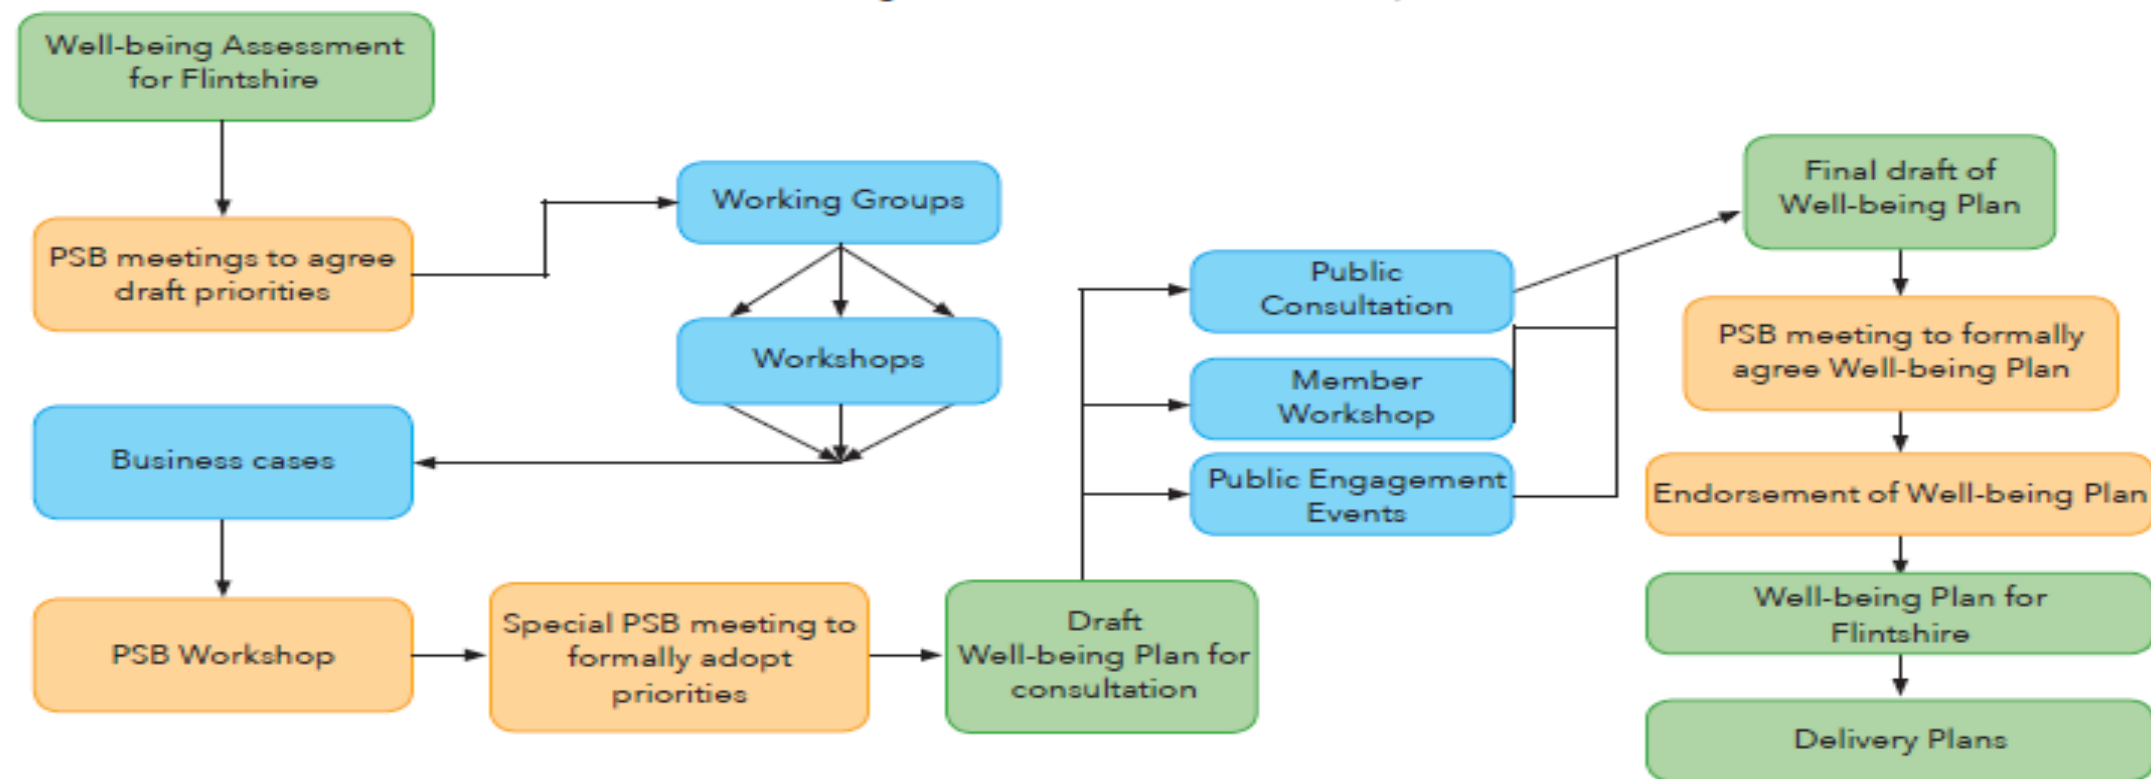 Well-being Assessment
for Flintshire
PSB meetings to agree
draft priorities
Working Groups
Workshops
Business cases
PSB Workshop
Special PSB meeting to
formally adopt
priorities
Draft
Well-being Plan for
consultation
Public
Consultation
Member
Workshop
Public Engagement
Events
Final draft of
Well-being Plan
PSB meeting to formally
agree Well-being Plan
Endorsement of Well-being Plan
Well-being Plan for
Flintshire
Delivery Plans